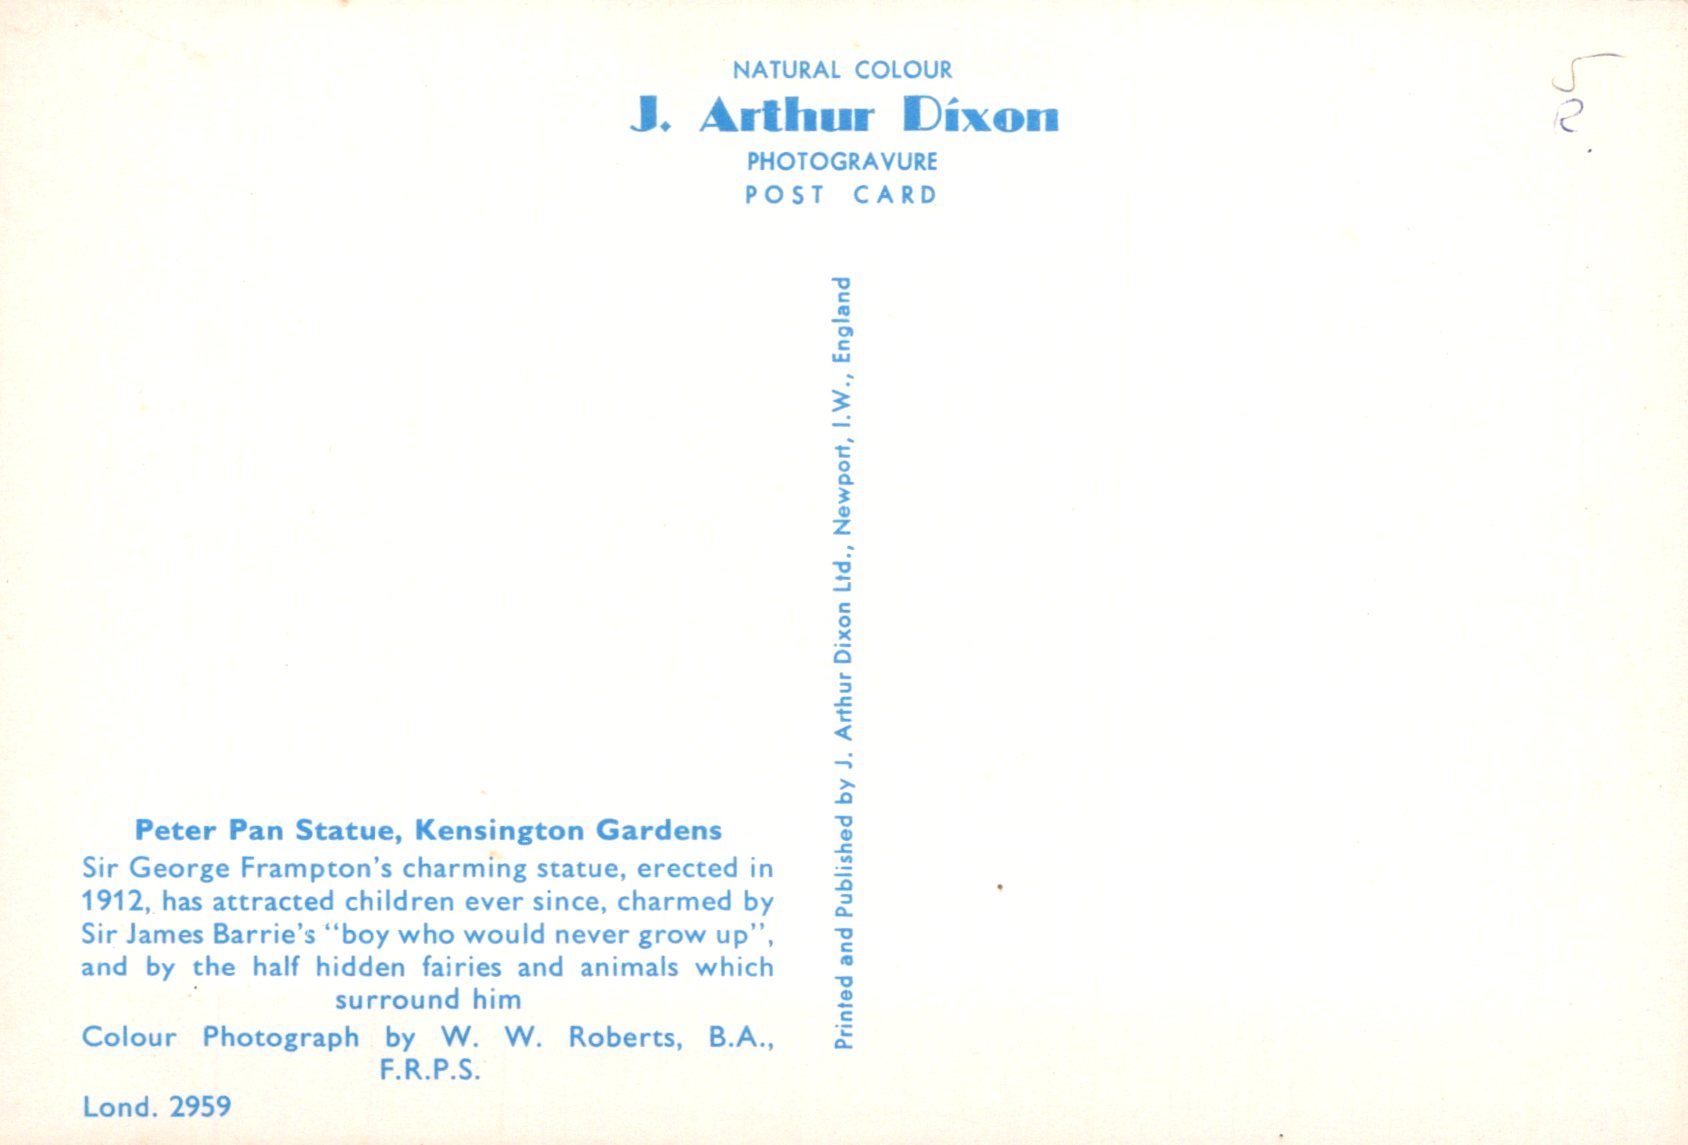 NATURAL COLOUR
J. Arthur Dixon
PHOTOGRAVURE
POST CARD
5
R
Printed and Published by J. Arthur Dixon Ltd., Newport, I.W., England
Peter Pan Statue, Kensington Gardens
Sir George Frampton's charming statue, erected in
1912, has attracted children ever since, charmed by
Sir James Barrie's "boy who would never grow up",
and by the half hidden fairies and animals which
surround him
Colour Photograph by W. W. Roberts, B.A.,
F.R.P.S.
Lond. 2959